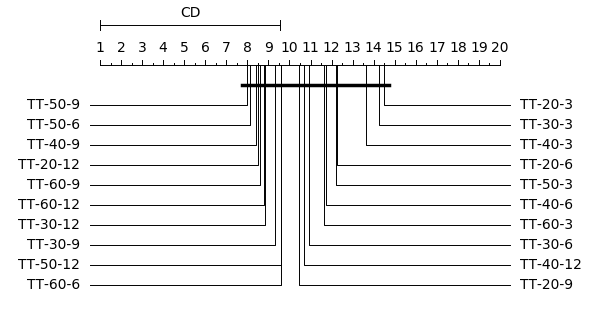 CD
1 2 3 4 5 6 7 8 9 10 11 12 13 14 15 16 17 18 19 20
TT-50-9 TT-20-3
TT-50-6 TT-30-3
TT-40-9 TT-40-3
TT-20-12 TT-20-6
TT-60-9 TT-50-3
TT-60-12 TT-40-6
TT-30-12 TT-60-3
TT-30-9 TT-30-6
TT-50-12 TT-40-12
TT-60-6 TT-20-9